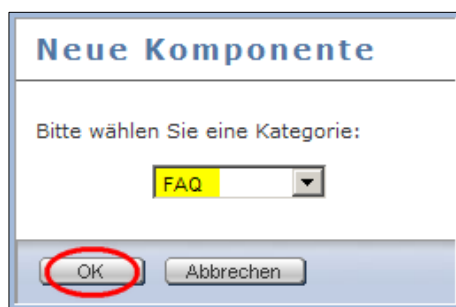 Neue Komponente
Bitte wählen Sie eine Kategorie:
FAQ
OK Abbrechen